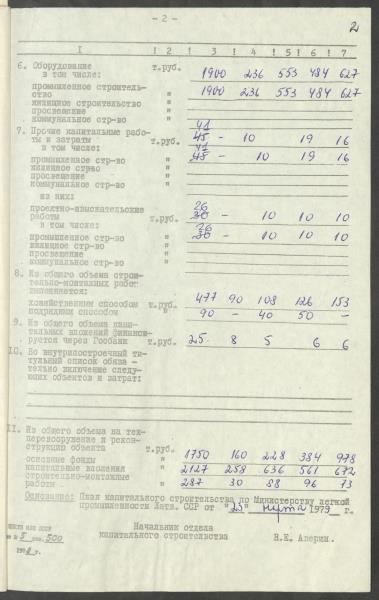 - 2 -
2
I ! 2 ! 3 ! 4 ! 5 ! 6 ! 7
6. Оборудование т.руб. 1900 236 553 484 627
в том числе:
промышленное строитель-
ство " 1900 236 553 484 627
жилищное строительство "
просвещение "
коммунальное стр-во "
7. Прочие капитальные рабо- 41
ты и затраты т.руб. 45 - 10 19 16
в том числе: 41
промышленное стр-во " 45 - 10 19 16
жилищное стр-во "
просвещение "
коммунальное стр-во "
из них:
проектно-изыскательские 26
работы т.руб. 30 - 10 10 10
в том числе: 26
промышленное стр-во " 30 - 10 10 10
жилищное стр-во "
просвещение "
коммунальное стр-во "
8. Из общего объема строи-
тельно-монтажных работ
выполняется:
хозяйственным способом т.руб. 477 90 108 126 153
подрядным способом " 90 - 40 50 -
9. Из общего объема капи-
тальных вложений финанси-
руется через Госбанк т.руб. 25 8 5 6 6
10. Во внутрипостроечный ти-
тульный список обяза -
тельно включение следу-
ющих объектов и затрат:
11. Из общего объема на тех-
перевооружение и рекон-
струкцию объекта т.руб.
основные фонды " 1750 160 228 384 978
капитальные вложения " 2127 258 636 561 672
строительно-монтажные
работы " 287 30 88 96 73
Основание: План капитального строительства по Министерству легкой
промышленности Латв. ССР от "23" марта 1979 г.
Начальник отдела
капитального строительства В.Е. Аверин.
5 500